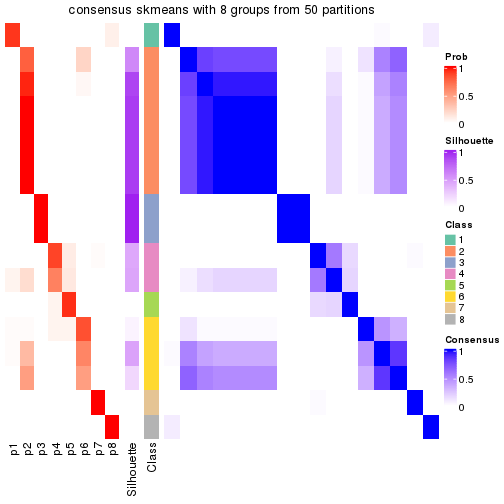 consensus skmeans with 8 groups from 50 partitions
Prob
1
0.5
0
Silhouette
1
0.5
0
Class
1
2
3
4
5
6
7
8
Consensus
1
0.5
0
p1
p2
p3
p4
p5
p6
p7
p8
Silhouette
Class